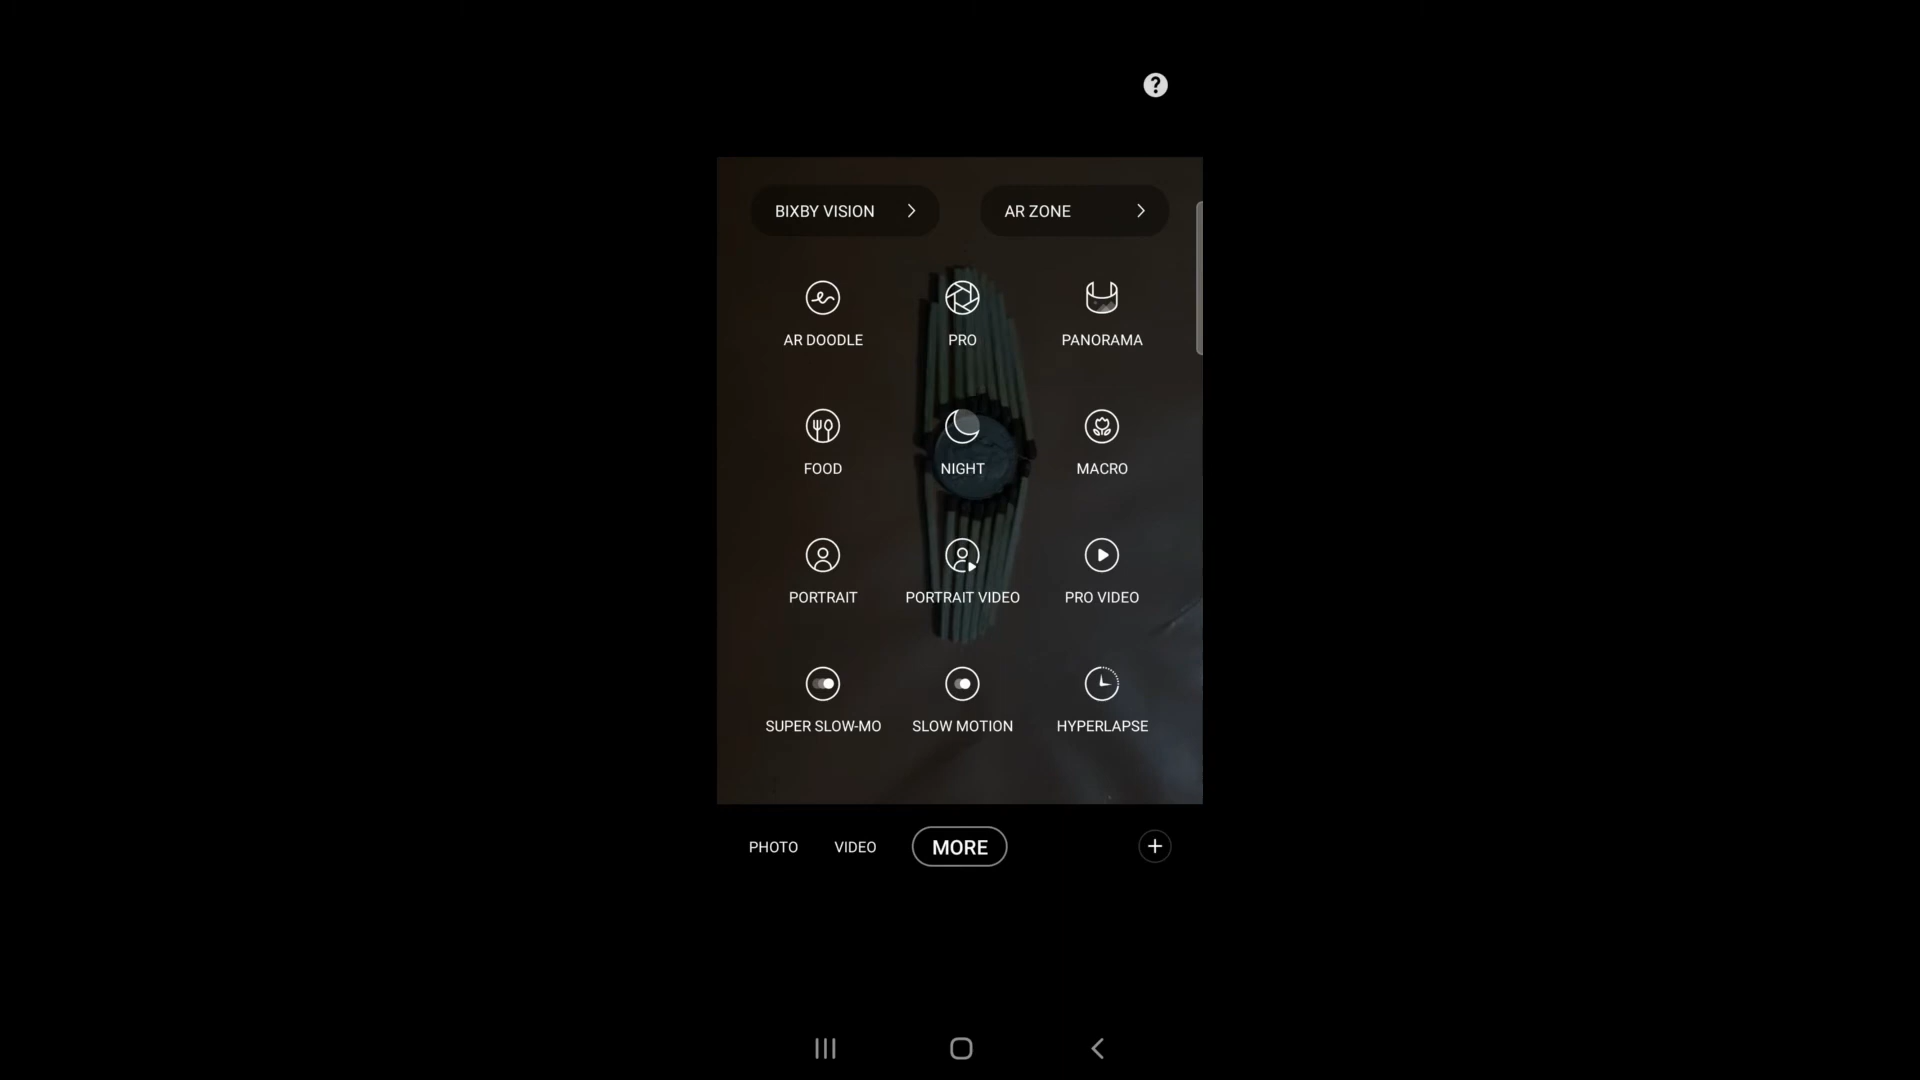 BIXBY VISION
AR ZONE
AR DOODLE
PRO
PANORAMA
FOOD
NIGHT
MACRO
PORTRAIT
PORTRAIT VIDEO
PRO VIDEO
SUPER SLOW-MO
SLOW MOTION
HYPERLAPSE
PHOTO
VIDEO
MORE